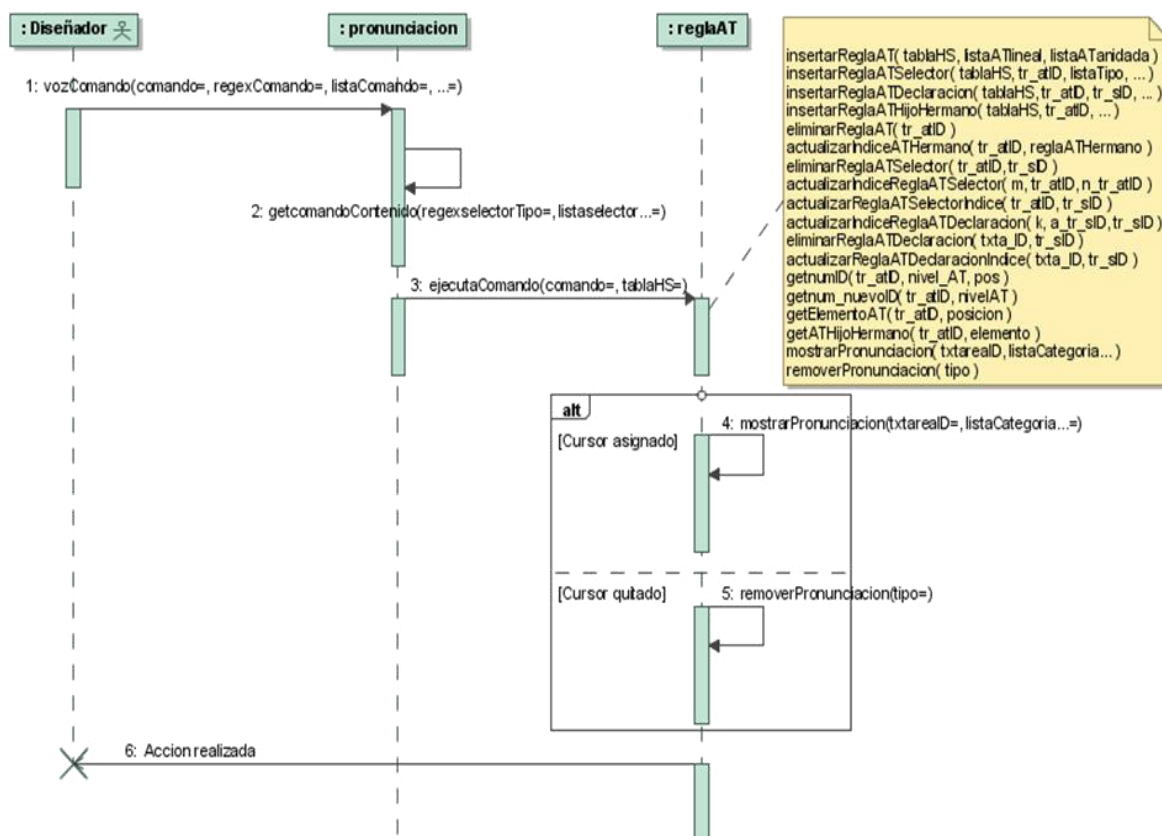 : Diseñador
: pronunciacion
: reglaAT
insertarReglaAT( tablaHS, listaATlineal, listaATanidada )
insertarReglaATSelector( tablaHS, tr_atID, listaTipo, ... )
insertarReglaATDeclaracion( tablaHS, tr_atID, tr_sID, ... )
insertarReglaATHijoHermano( tablaHS, tr_atID, ... )
eliminarReglaAT( tr_atID )
actualizarIndiceATHermano( tr_atID, reglaATHermano )
eliminarReglaATSelector( tr_atID, tr_sID )
actualizarIndiceReglaATSelector( m, tr_atID, n_tr_atID )
actualizarReglaATSelectorIndice( tr_atID, tr_sID )
actualizarIndiceReglaATDeclaracion( k, a_tr_sID, tr_sID )
eliminarReglaATDeclaracion( txta_ID, tr_sID )
actualizarReglaATDeclaracionIndice( txta_ID, tr_sID )
getnumID( tr_atID, nivel_AT, pos )
getnum_nuevoID( tr_atID, nivelAT )
getElementoAT( tr_atID, posicion )
getATHijoHermano( tr_atID, elemento )
mostrarPronunciacion( txtareaID, listaCategoria... )
removerPronunciacion( tipo )
1: vozComando(comando=, regexComando=, listaComando=, ...=)
2: getcomandoContenido(regexselectorTipo=, listaselector...=)
3: ejecutaComando(comando=, tablaHS=)
alt
4: mostrarPronunciacion(txtareaID=, listaCategoria...=)
[Cursor asignado]
[Cursor quitado]
5: removerPronunciacion(tipo=)
6: Accion realizada